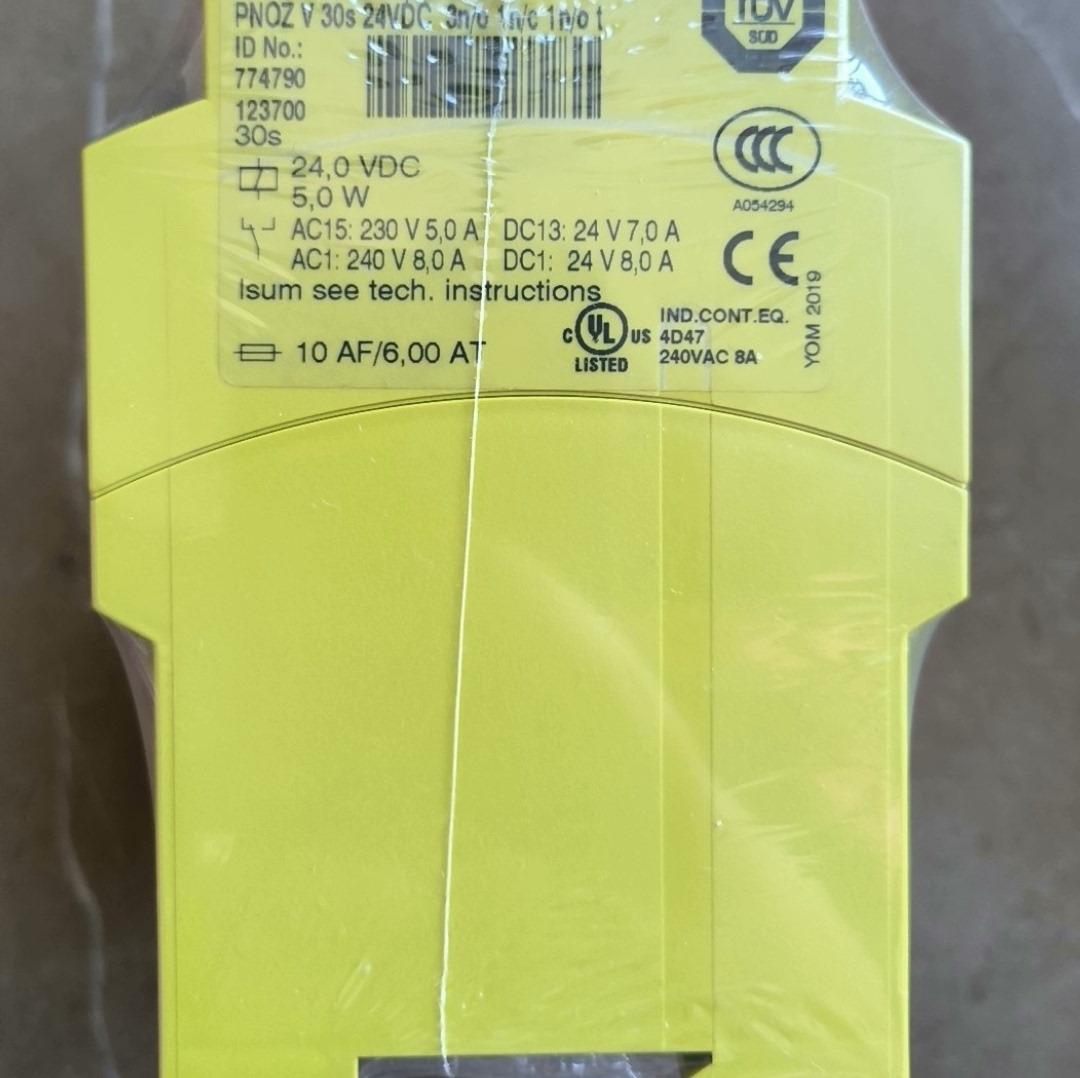 PNOZ V 30s 24VDC 3n/o 1n/c 1n/o t
ID No.:
774790
123700
30s
24,0 VDC
5,0 W
AC15: 230 V 5,0 A DC13: 24 V 7,0 A
AC1: 240 V 8,0 A DC1: 24 V 8,0 A
Isum see tech. instructions
10 AF/6,00 AT
TÜV
SÜD
CCC
A054294
CE
YOM 2019
C UL US
LISTED
IND.CONT.EQ.
4D47
240VAC 8A